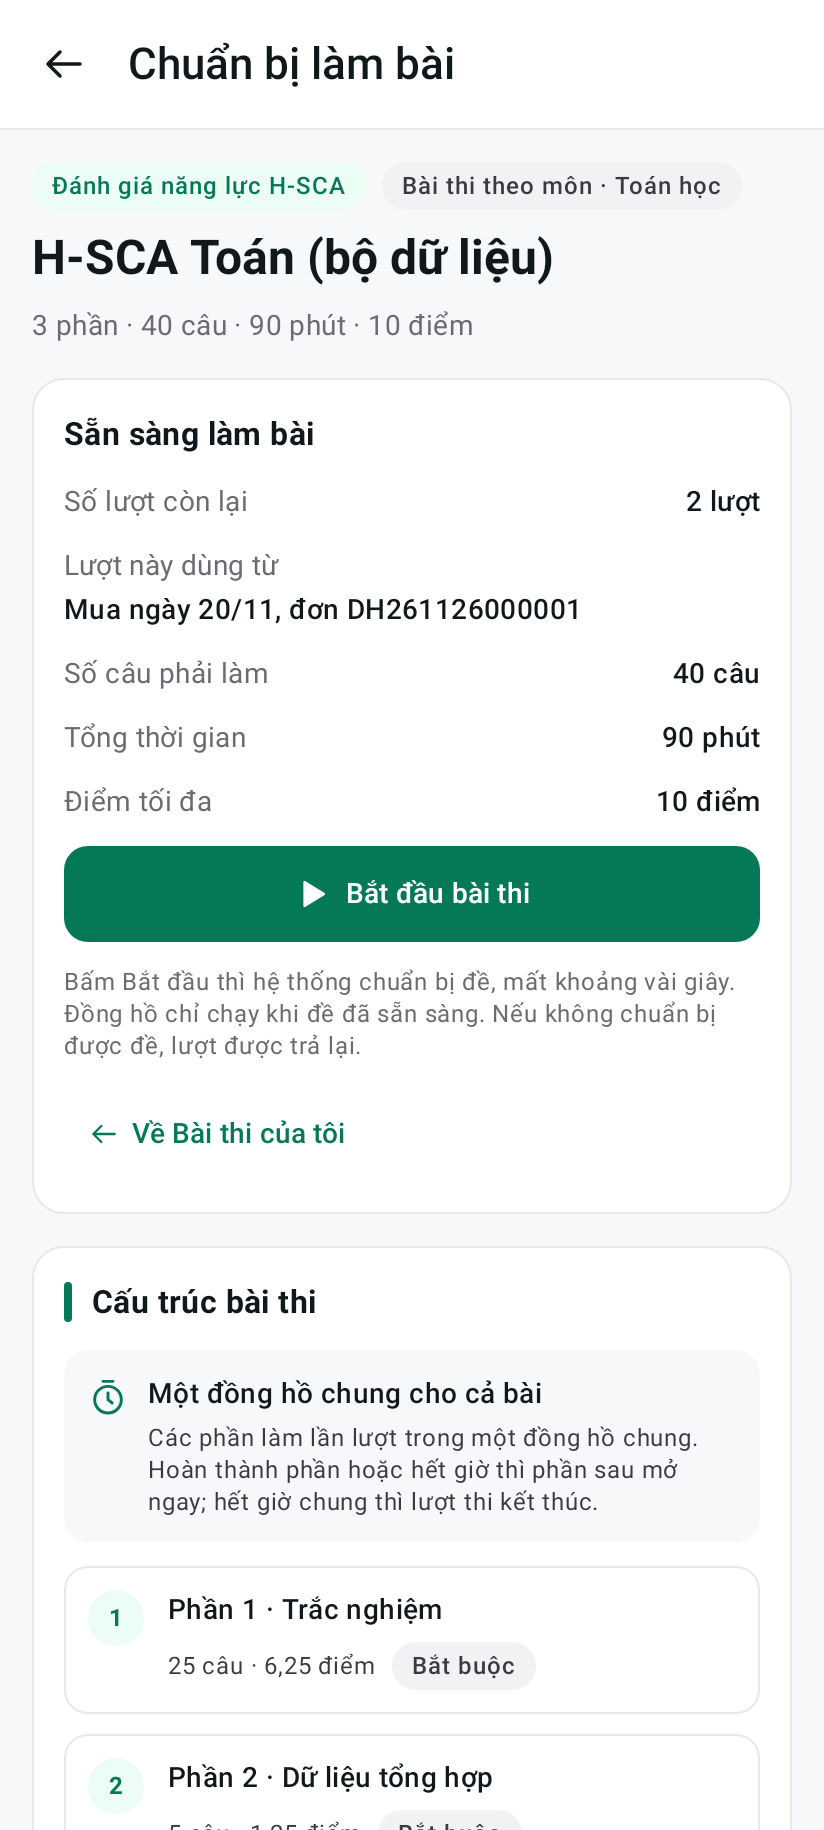 Chuẩn bị làm bài
Đánh giá năng lực H-SCA
Bài thi theo môn · Toán học
H-SCA Toán (bộ dữ liệu)
3 phần · 40 câu · 90 phút · 10 điểm
Sẵn sàng làm bài
Số lượt còn lại 2 lượt
Lượt này dùng từ
Mua ngày 20/11, đơn DH261126000001
Số câu phải làm 40 câu
Tổng thời gian 90 phút
Điểm tối đa 10 điểm
Bắt đầu bài thi
Bấm Bắt đầu thì hệ thống chuẩn bị đề, mất khoảng vài giây.
Đồng hồ chỉ chạy khi đề đã sẵn sàng. Nếu không chuẩn bị
được đề, lượt được trả lại.
Về Bài thi của tôi
Cấu trúc bài thi
Một đồng hồ chung cho cả bài
Các phần làm lần lượt trong một đồng hồ chung.
Hoàn thành phần hoặc hết giờ thì phần sau mở
ngay; hết giờ chung thì lượt thi kết thúc.
1 Phần 1 · Trắc nghiệm
25 câu · 6,25 điểm Bắt buộc
2 Phần 2 · Dữ liệu tổng hợp
5 câu · 1,25 điểm Bắt buộc